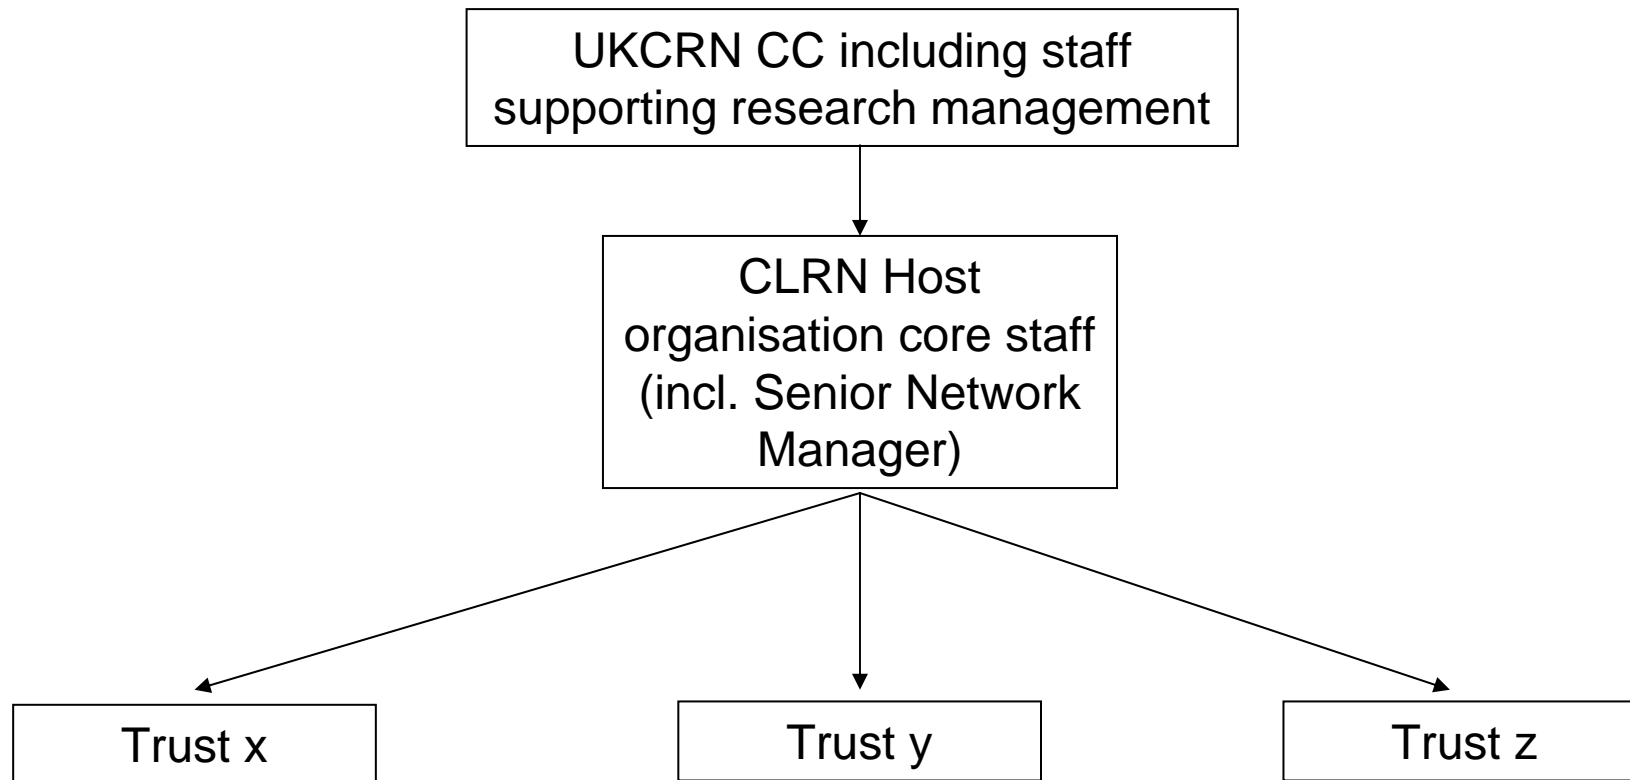 UKCRN CC including staff
supporting research management
CLRN Host
organisation core staff
(incl. Senior Network
Manager)
Trust x
Trust y
Trust z